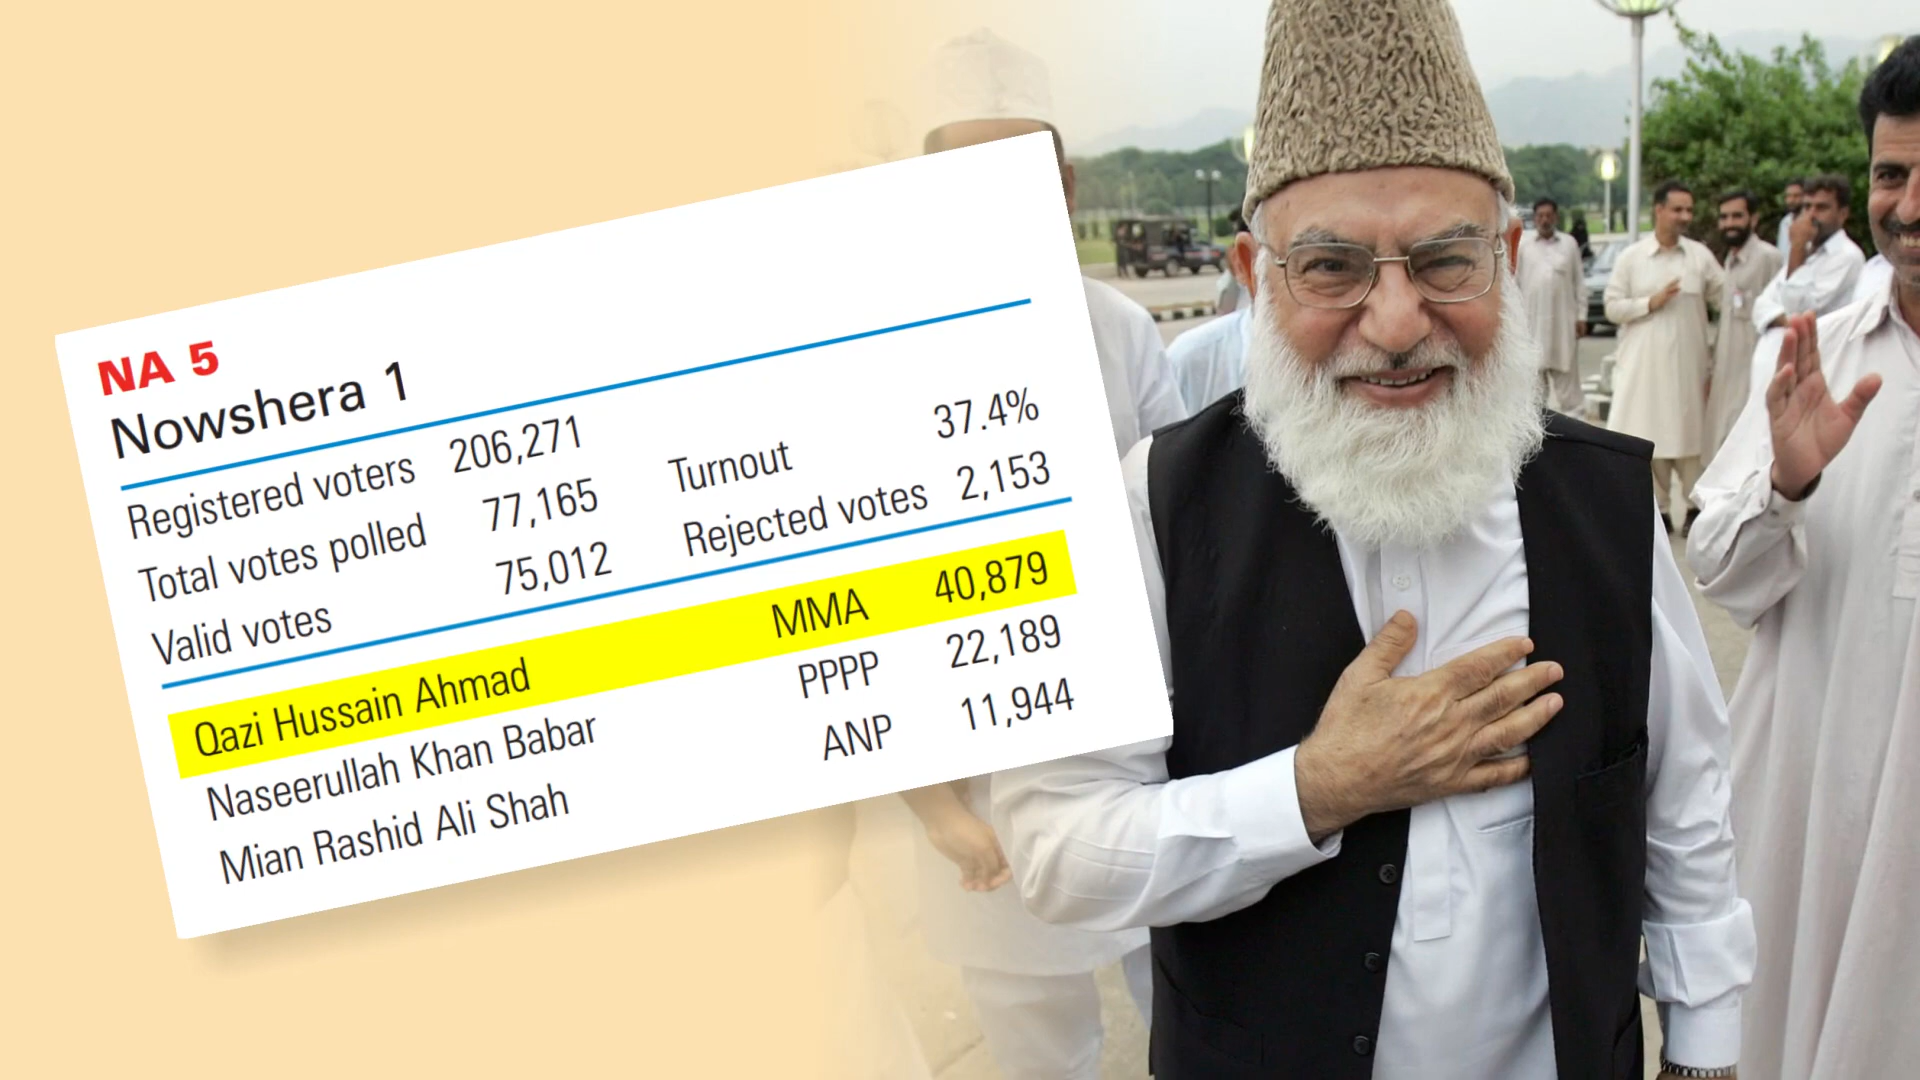 NA 5
Nowshera 1
Registered voters 206,271
Total votes polled 77,165 Turnout 37.4%
Valid votes 75,012 Rejected votes 2,153
Qazi Hussain Ahmad MMA 40,879
Naseerullah Khan Babar PPPP 22,189
Mian Rashid Ali Shah ANP 11,944